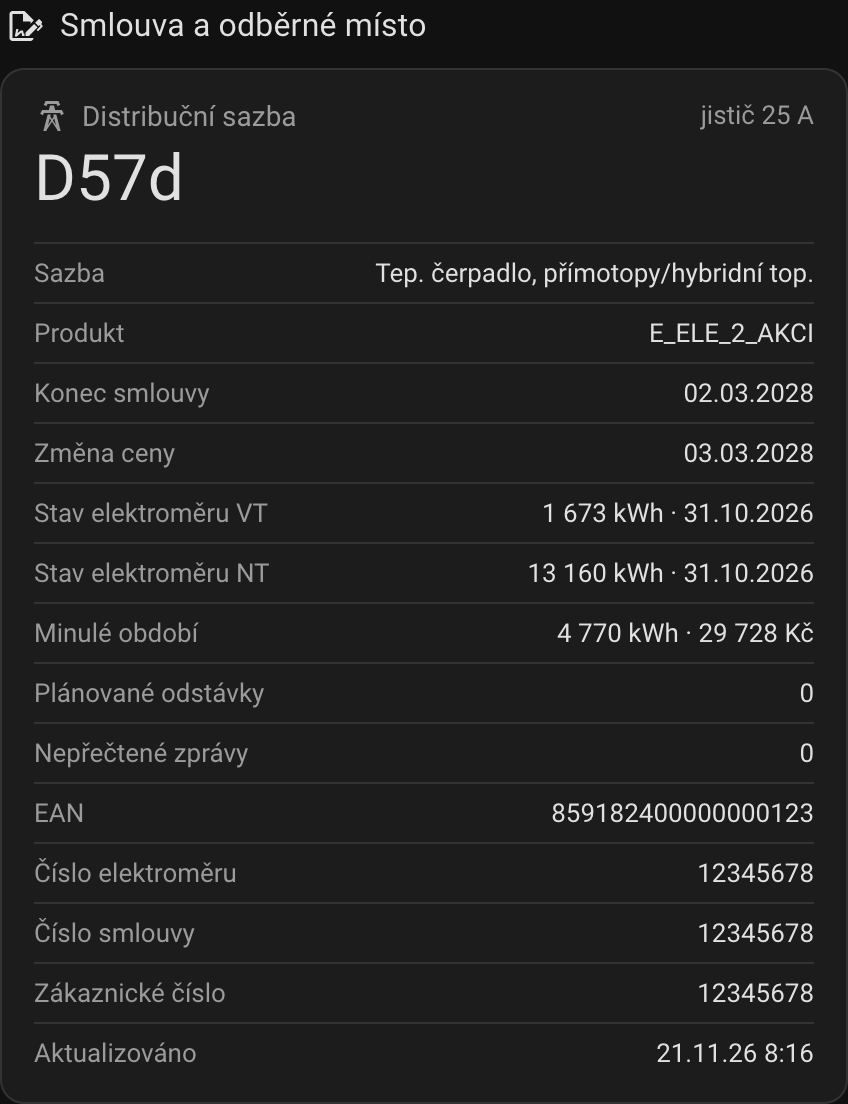 Smlouva a odběrné místo
Distribuční sazba jistič 25 A
D57d
Sazba Tep. čerpadlo, přímotopy/hybridní top.
Produkt E_ELE_2_AKCI
Konec smlouvy 02.03.2028
Změna ceny 03.03.2028
Stav elektroměru VT 1 673 kWh · 31.10.2026
Stav elektroměru NT 13 160 kWh · 31.10.2026
Minulé období 4 770 kWh · 29 728 Kč
Plánované odstávky 0
Nepřečtené zprávy 0
EAN 859182400000000123
Číslo elektroměru 12345678
Číslo smlouvy 12345678
Zákaznické číslo 12345678
Aktualizováno 21.11.26 8:16